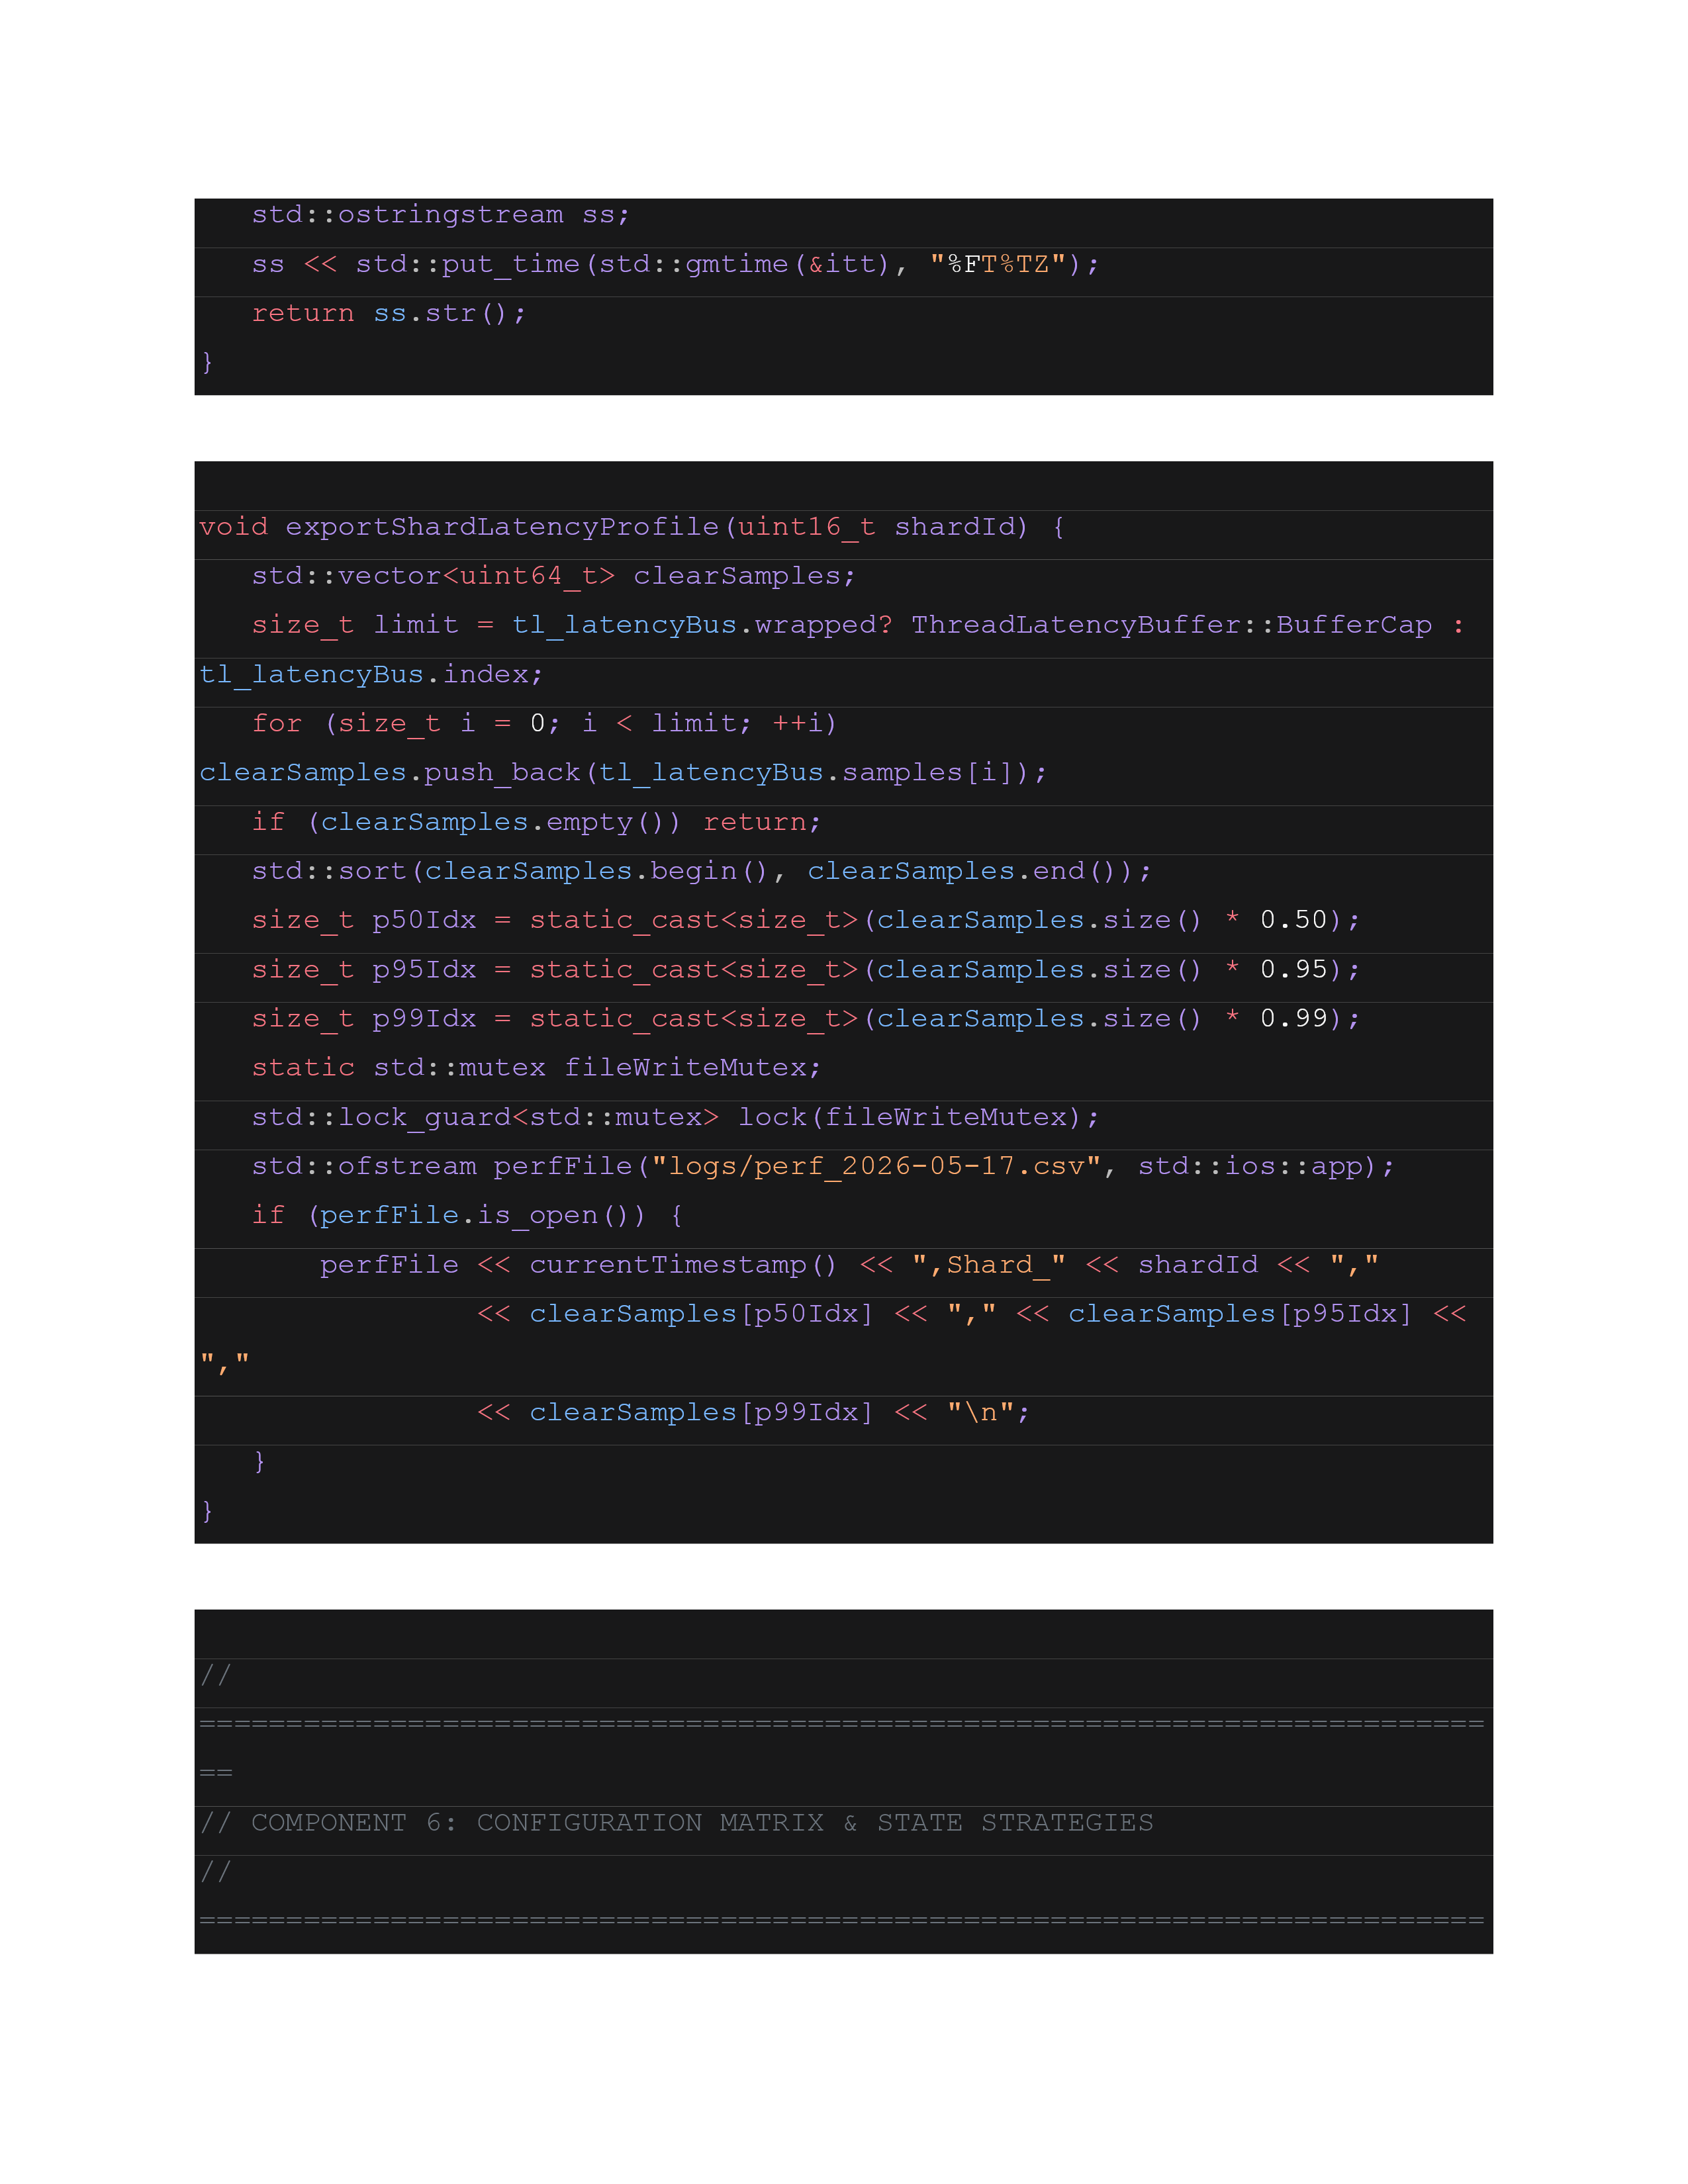 std::ostringstream ss;
ss << std::put_time(std::gmtime(&itt), "%FT%TZ");
return ss.str();
}
void exportShardLatencyProfile(uint16_t shardId) {
std::vector<uint64_t> clearSamples;
size_t limit = tl_latencyBus.wrapped? ThreadLatencyBuffer::BufferCap :
tl_latencyBus.index;
for (size_t i = 0; i < limit; ++i)
clearSamples.push_back(tl_latencyBus.samples[i]);
if (clearSamples.empty()) return;
std::sort(clearSamples.begin(), clearSamples.end());
size_t p50Idx = static_cast<size_t>(clearSamples.size() * 0.50);
size_t p95Idx = static_cast<size_t>(clearSamples.size() * 0.95);
size_t p99Idx = static_cast<size_t>(clearSamples.size() * 0.99);
static std::mutex fileWriteMutex;
std::lock_guard<std::mutex> lock(fileWriteMutex);
std::ofstream perfFile("logs/perf_2026-05-17.csv", std::ios::app);
if (perfFile.is_open()) {
perfFile << currentTimestamp() << ",Shard_" << shardId << ","
<< clearSamples[p50Idx] << "," << clearSamples[p95Idx] <<
","
<< clearSamples[p99Idx] << "\n";
}
}
//
==========================================================================
==
// COMPONENT 6: CONFIGURATION MATRIX & STATE STRATEGIES
//
==========================================================================